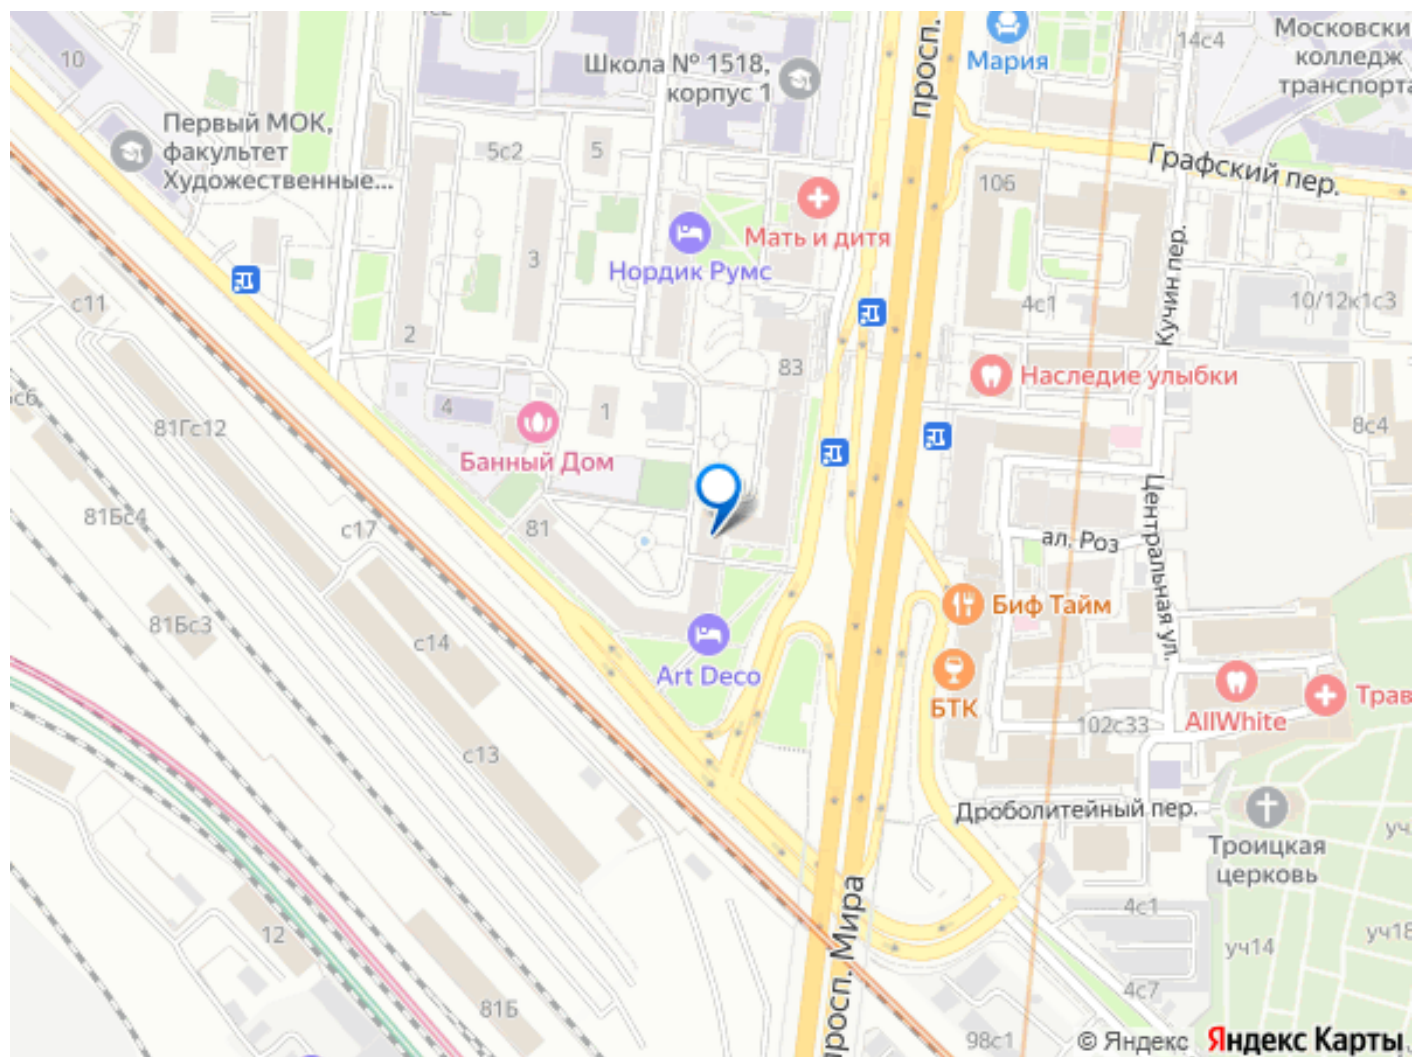 10
Школа № 1518,
корпус 1
просп.
Мария
14с4
Московски
колледж
транспорта
Первый МОК,
факультет
Художественные...
5с2
5
Графский пер.
106
Мать и дитя
Нордик Румс
3
Кучин пер.
с11
2
4с1
10/12к1с3
83
Наследие улыбки
4
1
81Гс12
8с4
Банный Дом
81Бс4
с17
81
Центральная ул.
ал. Роз
Биф Тайм
81Бс3
с14
Art Deco
БТК
AllWhite
Трав
102с33
с13
Дроболитейный пер.
Троицкая
церковь
уч
просп. Мира
4с1
12
уч14
уч18
81Б
4с7
98с1
© Яндекс Яндекс Карты